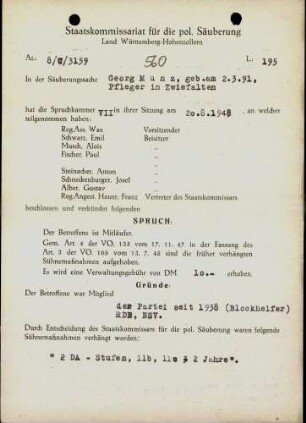 Staatskommissariat für die pol. Säuberung
Land Württemberg-Hohenzollern
Az.: 8/C/3159 L: 195
In der Säuberungssache Georg Munz, geb.am 2.3.91,
Pfleger in Zwiefalten
hat die Spruchkammer VII in ihrer Sitzung am 20.8.1948, an welcher
teilgenommen haben:
Reg.Ass. Wax Vorsitzender
Schwarz, Emil Beisitzer
Musch, Alois "
Fischer, Paul "
Steinacher, Anton "
Schneckenburger, Josef "
Alber, Gustav "
Reg.Angest. Hauer, Franz Vertreter des Staatskommissars
beschlossen und verkündet folgenden
SPRUCH:
Der Betroffene ist Mitläufer.
Gem. Art. 4 der VO. 133 vom 17. 11. 47 in der Fassung des
Art. 3 der VO. 165 vom 13. 7. 48 sind die früher verhängten
Sühnemaßnahmen aufgehoben.
Es wird eine Verwaltungsgebühr von DM 10.-- erhoben.
Gründe:
Der Betroffene war Mitglied
der Partei seit 1938 (Blockhelfer)
RDB, NSV.
Durch Entscheidung des Staatskommissars für die pol. Säuberung waren folgende
Sühnemaßnahmen verhängt worden:
" 2 DA - Stufen, 11b, 11c 2 Jahre".